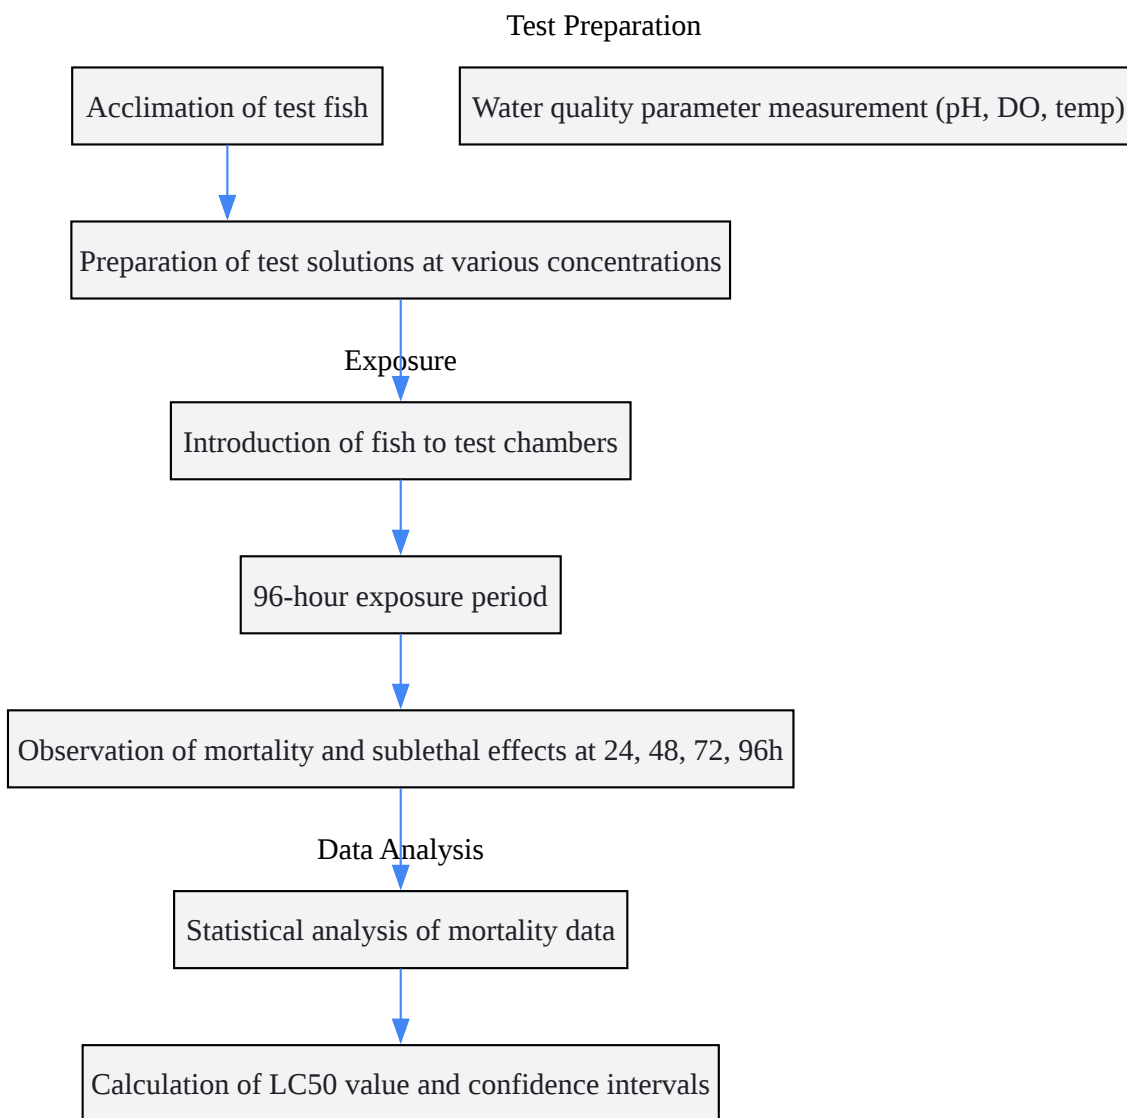 Test Preparation
Acclimation of test fish
Water quality parameter measurement (pH, DO, temp)
Preparation of test solutions at various concentrations
Exposure
Introduction of fish to test chambers
96-hour exposure period
Observation of mortality and sublethal effects at 24, 48, 72, 96h
Data Analysis
Statistical analysis of mortality data
Calculation of LC50 value and confidence intervals